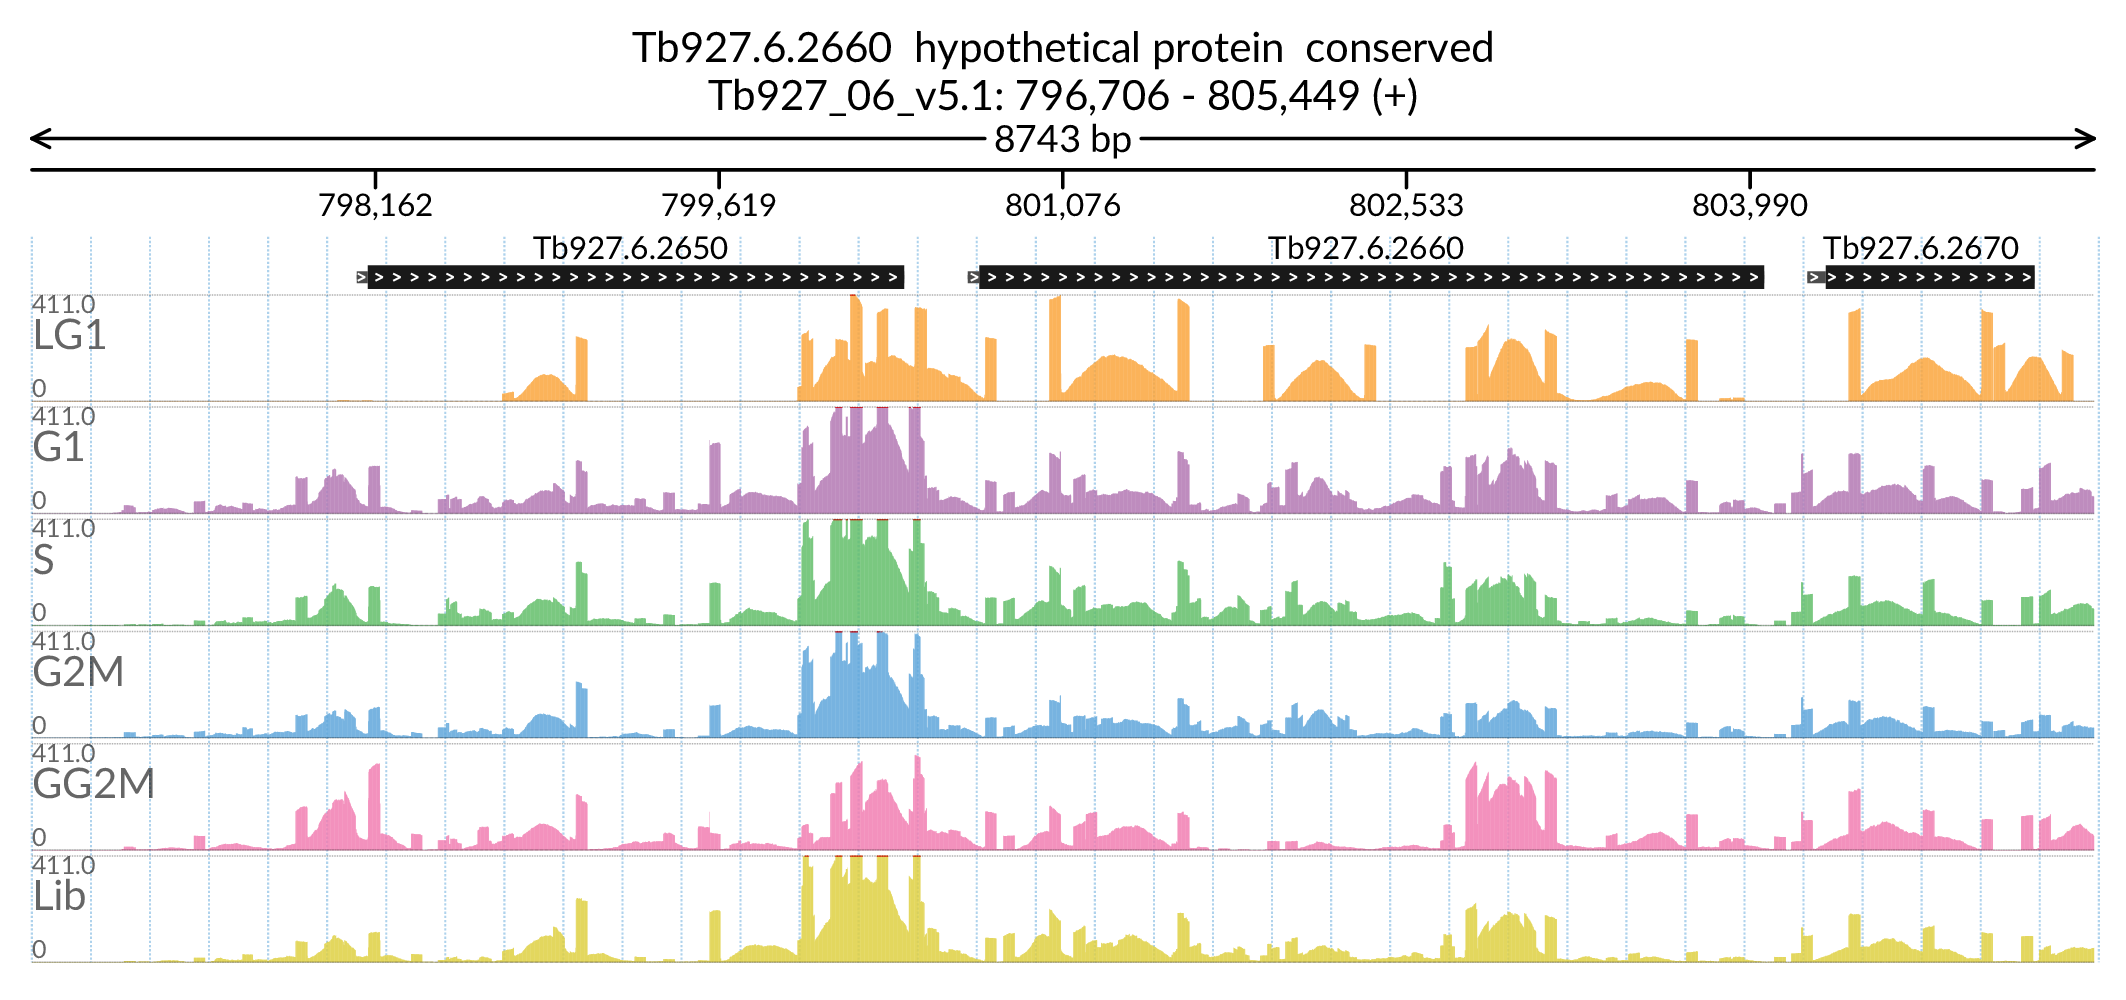 Tb927.6.2660 hypothetical protein conserved
Tb927_06_v5.1: 796,706 - 805,449 (+)
8743 bp
798,162 799,619 801,076 802,533 803,990
Tb927.6.2650 Tb927.6.2660 Tb927.6.2670
411.0
LG1
0
411.0
G1
0
411.0
S
0
411.0
G2M
0
411.0
GG2M
0
411.0
Lib
0